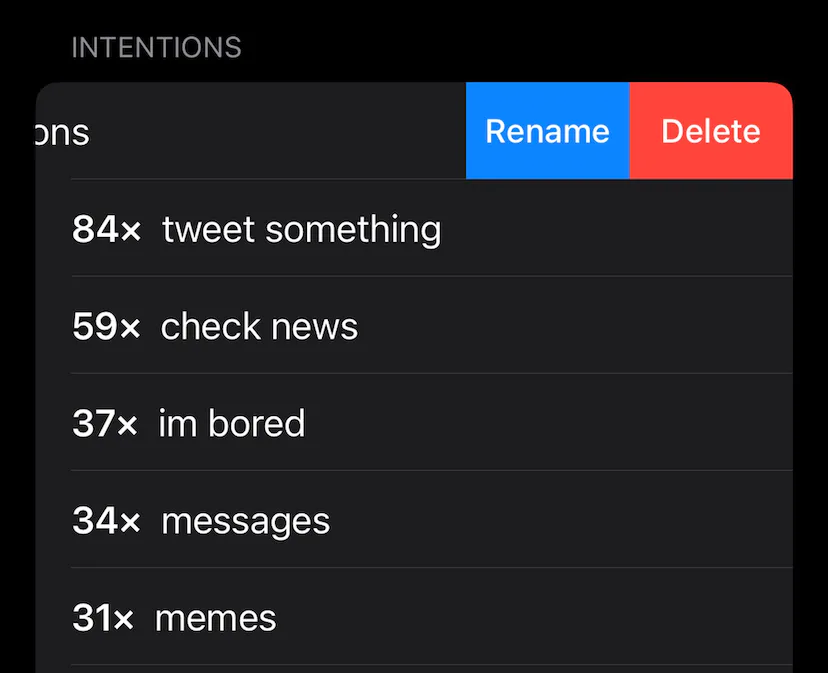 INTENTIONS
ons Rename Delete
84× tweet something
59× check news
37× im bored
34× messages
31× memes